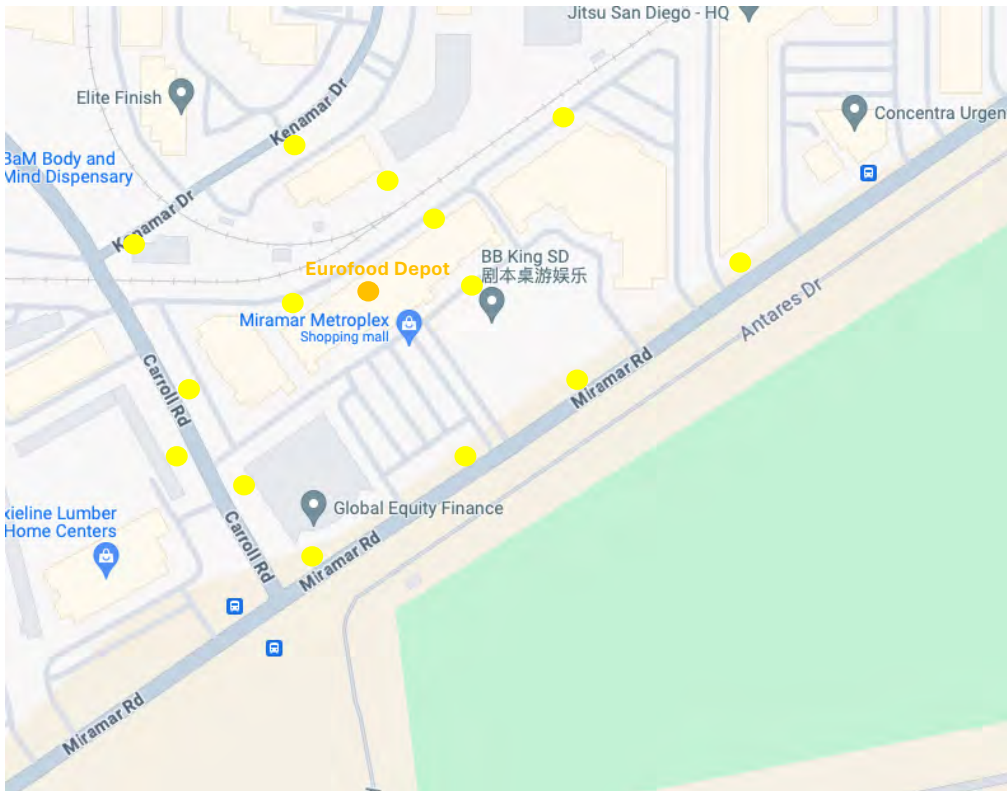 Jitsu San Diego - HQ
Elite Finish
Kenamar Dr
Concentra Urgen
BaM Body and
Mind Dispensary
Kenamar Dr
BB King SD
剧本桌游娱乐
Eurofood Depot
Antares Dr
Miramar Metroplex
Shopping mall
Miramar Rd
Carroll Rd
xieline Lumber
Home Centers
Global Equity Finance
Carroll Rd
Miramar Rd
Miramar Rd